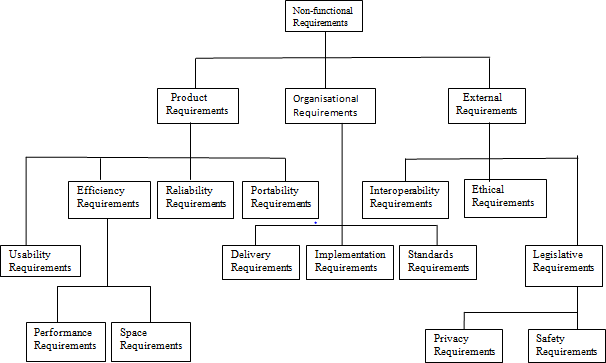 Non-functional
Requirements
Product
Requirements
Organisational
Requirements
External
Requirements
Efficiency
Requirements
Reliability
Requirements
Portability
Requirements
Interoperability
Requirements
Ethical
Requirements
Usability
Requirements
Delivery
Requirements
Implementation
Requirements
Standards
Requirements
Legislative
Requirements
Performance
Requirements
Space
Requirements
Privacy
Requirements
Safety
Requirements